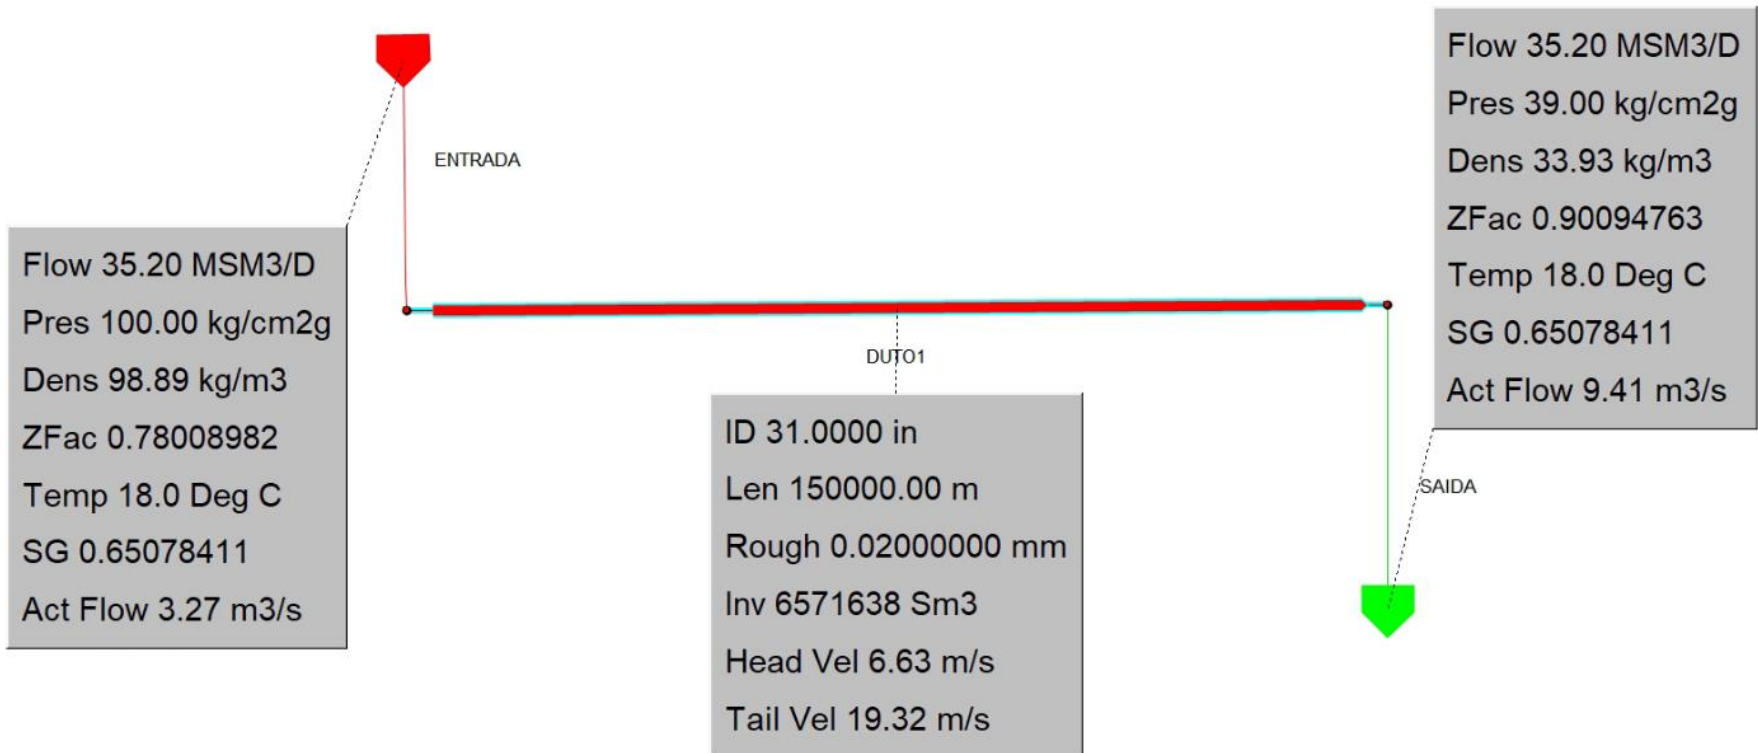 ENTRADA
Flow 35.20 MSM3/D
Pres 100.00 kg/cm2g
Dens 98.89 kg/m3
ZFac 0.78008982
Temp 18.0 Deg C
SG 0.65078411
Act Flow 3.27 m3/s
DUTO1
ID 31.0000 in
Len 150000.00 m
Rough 0.02000000 mm
Inv 6571638 Sm3
Head Vel 6.63 m/s
Tail Vel 19.32 m/s
Flow 35.20 MSM3/D
Pres 39.00 kg/cm2g
Dens 33.93 kg/m3
ZFac 0.90094763
Temp 18.0 Deg C
SG 0.65078411
Act Flow 9.41 m3/s
SAIDA